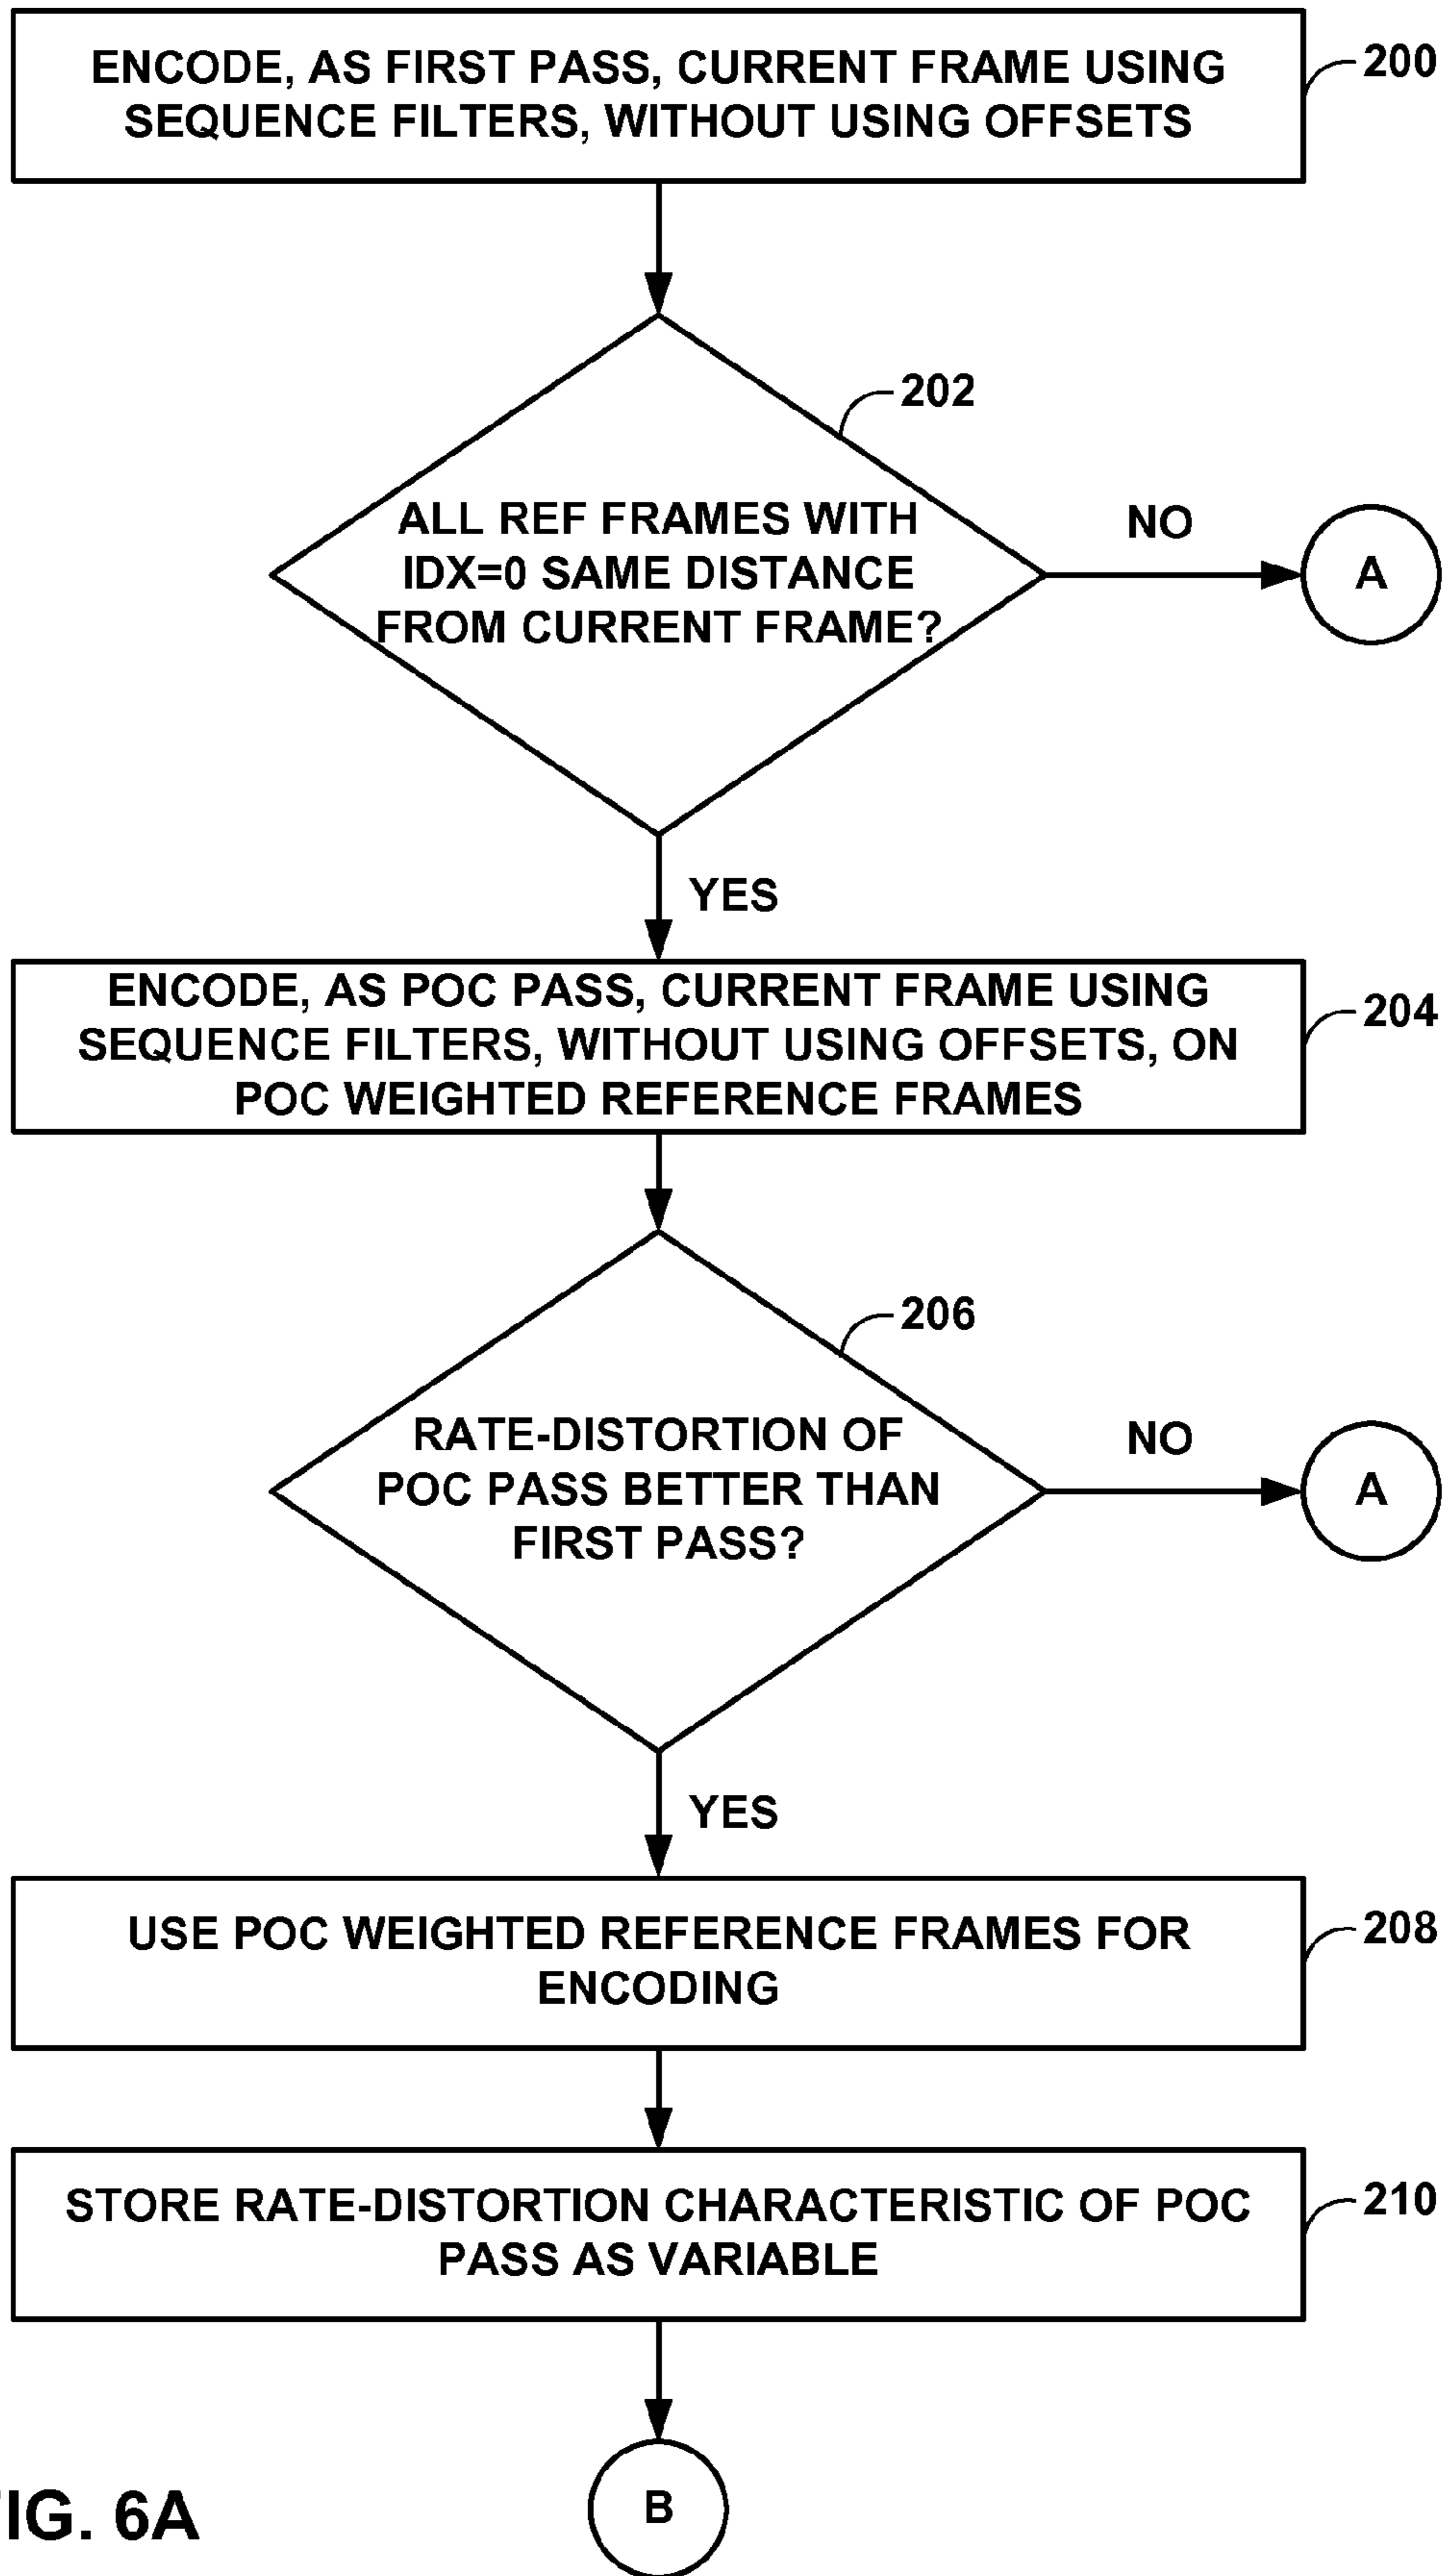 ENCODE, AS FIRST PASS, CURRENT FRAME USING
SEQUENCE FILTERS, WITHOUT USING OFFSETS
200
202
ALL REF FRAMES WITH
IDX=0 SAME DISTANCE
FROM CURRENT FRAME?
NO
A
YES
ENCODE, AS POC PASS, CURRENT FRAME USING
SEQUENCE FILTERS, WITHOUT USING OFFSETS, ON
POC WEIGHTED REFERENCE FRAMES
204
206
RATE-DISTORTION OF
POC PASS BETTER THAN
FIRST PASS?
NO
A
YES
USE POC WEIGHTED REFERENCE FRAMES FOR
ENCODING
208
STORE RATE-DISTORTION CHARACTERISTIC OF POC
PASS AS VARIABLE
210
B
FIG. 6A